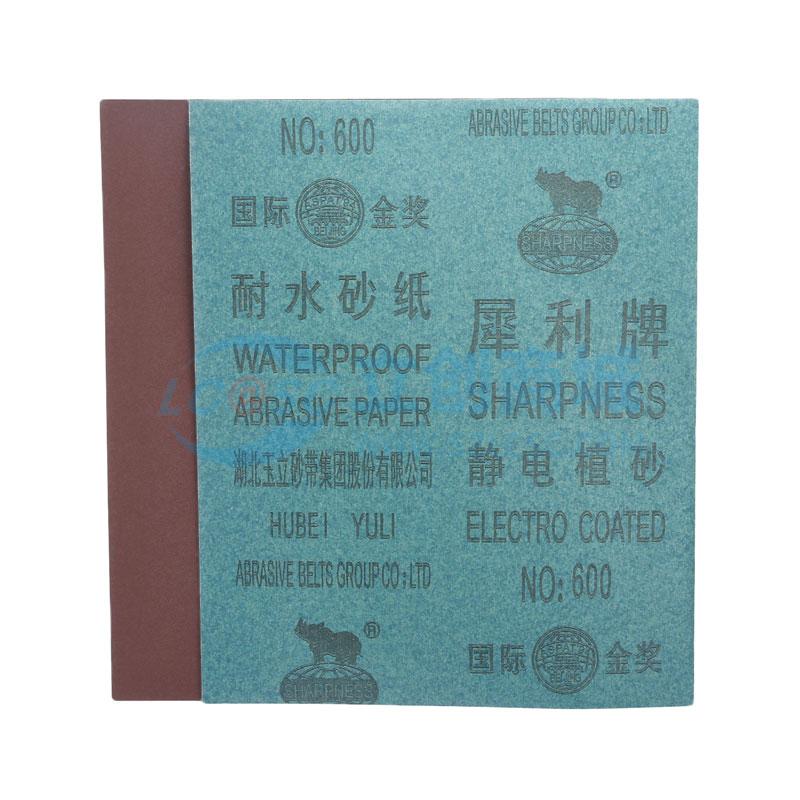 NO: 600
国际 金奖
BEIJING
耐水砂纸
WATERPROOF
ABRASIVE PAPER
湖北玉立砂带集团股份有限公司
HUBEI YULI
ABRASIVE BELTS GROUP CO;LTD
®
SHARPNESS
ABRASIVE BELTS GROUP CO;LTD
®
SHARPNESS
犀利牌
SHARPNESS
静电植砂
ELECTRO COATED
NO: 600
国际 金奖
BEIJING